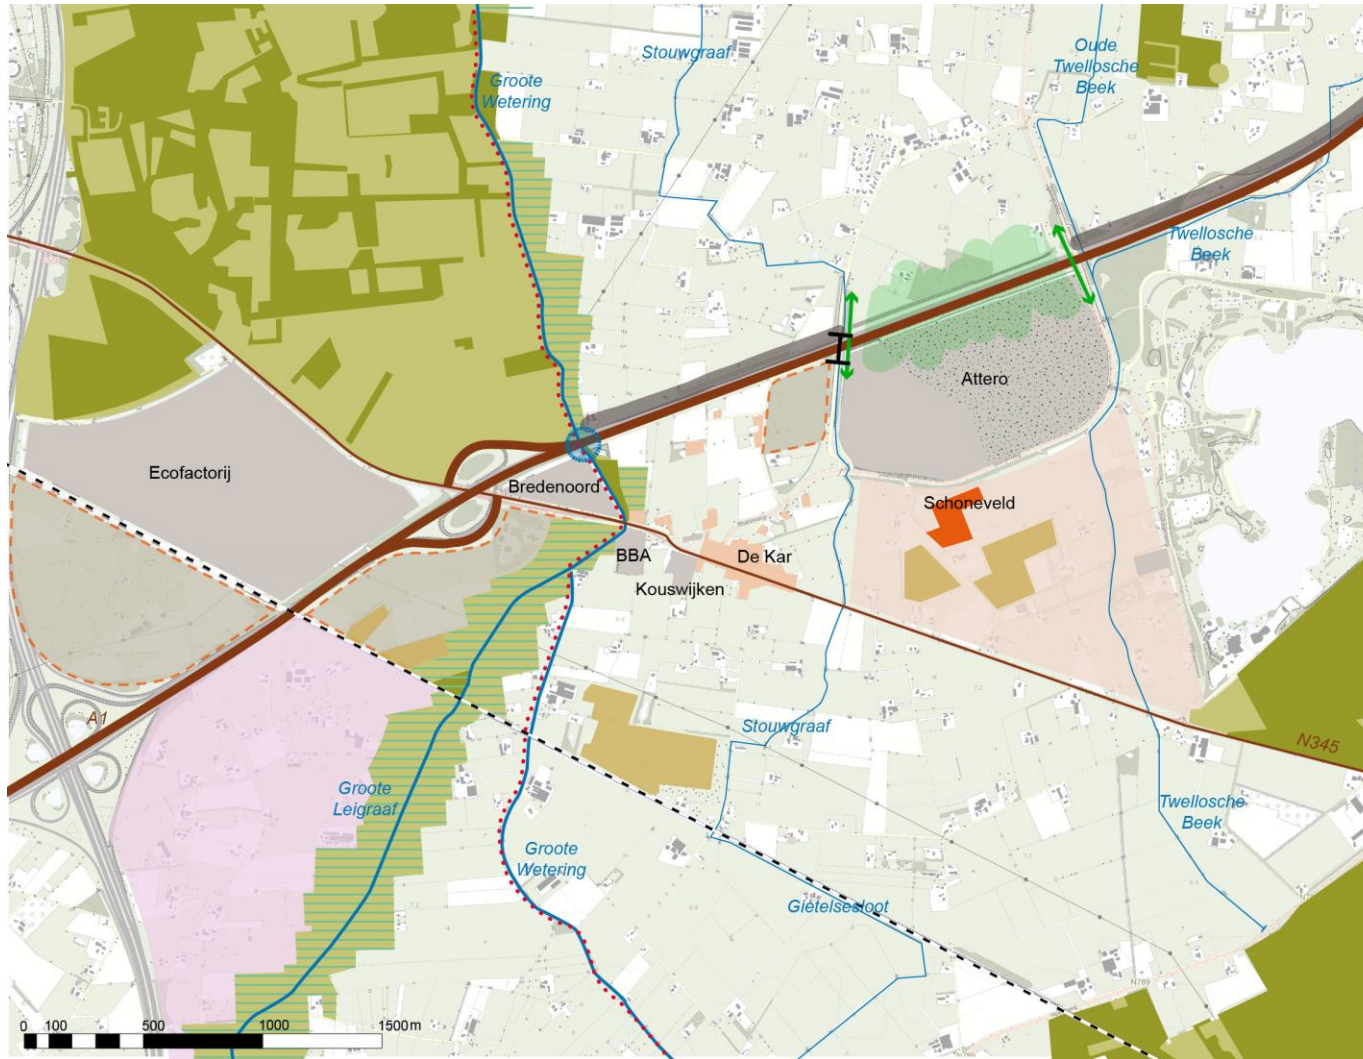 Stouwgraaf
Oude
Twellosche
Beek
Groote
Wetering
Twellosche
Beek
Attero
Ecofactorij
Bredenoord
Schoneveld
BBA
De Kar
Kouswijken
A1
Stouwgraaf
N345
Groote
Leigraaf
Twellosche
Beek
Groote
Wetering
Gietelsesloot
N789
0 100 500 1000 1500m